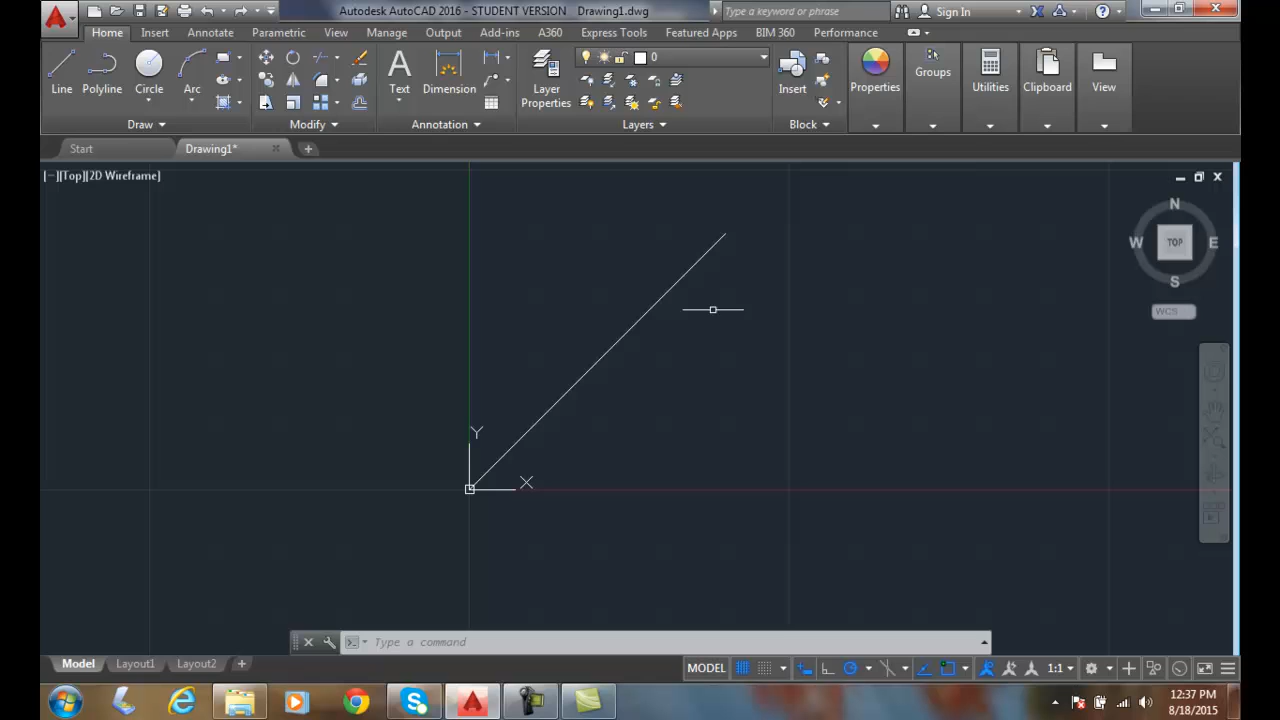 Autodesk AutoCAD 2016 - STUDENT VERSION Drawing1.dwg
Type a keyword or phrase
Sign In
Home Insert Annotate Parametric View Manage Output Add-ins A360 Express Tools Featured Apps BIM 360 Performance
0
Line Polyline Circle Arc Text Dimension Layer Properties Insert Properties Groups Utilities Clipboard View
Draw Modify Annotation Layers Block
Start Drawing1*
[−][Top][2D Wireframe]
N
W TOP E
S
WCS
Y
X
Type a command
Model Layout1 Layout2
MODEL 1:1
12:37 PM
8/18/2015